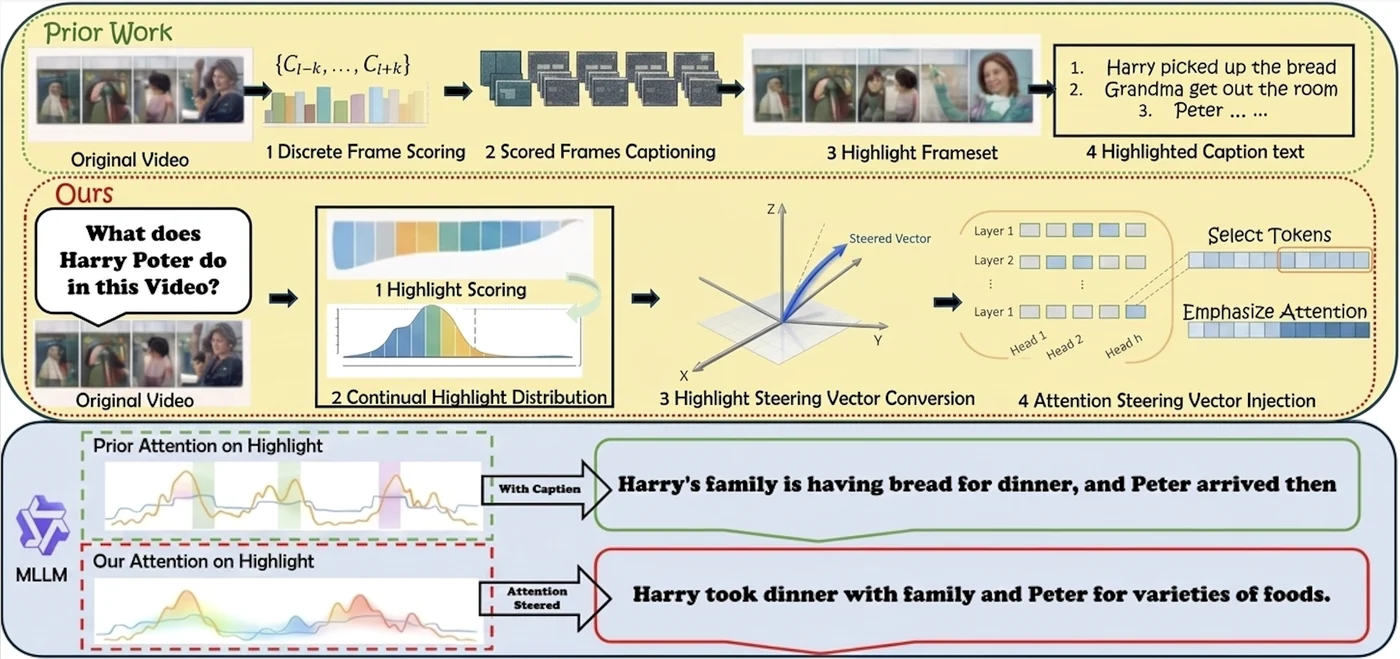 Prior Work
{C_{l−k}, ..., C_{l+k}}
1. Harry picked up the bread
2. Grandma get out the room
3. Peter ... ...
Original Video
1 Discrete Frame Scoring
2 Scored Frames Captioning
3 Highlight Frameset
4 Highlighted Caption text
Ours
What does
Harry Poter do
in this Video?
Original Video
1 Highlight Scoring
2 Continual Highlight Distribution
Z
Steered Vector
Y
X
3 Highlight Steering Vector Conversion
Layer 1
Layer 2
⋮
⋮
Layer 1
Head 1
Head 2
Head h
Select Tokens
Emphasize Attention
4 Attention Steering Vector Injection
MLLM
Prior Attention on Highlight
With Caption
Harry's family is having bread for dinner, and Peter arrived then
Our Attention on Highlight
Attention
Steered
Harry took dinner with family and Peter for varieties of foods.